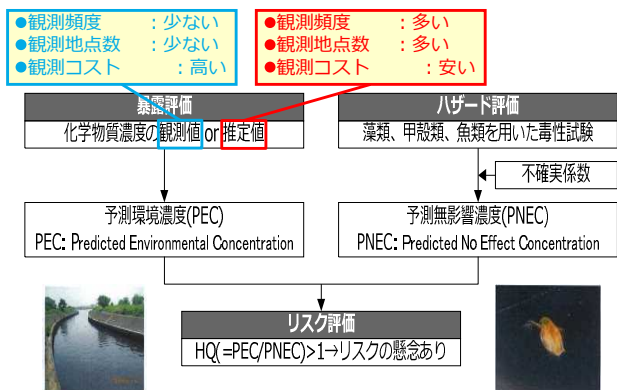 ●観測頻度　　：少ない
●観測地点数　：少ない
●観測コスト　　：高い
●観測頻度　　：多い
●観測地点数　：多い
●観測コスト　　：安い
暴露評価
化学物質濃度の観測値 or 推定値
ハザード評価
藻類、甲殻類、魚類を用いた毒性試験
不確実係数
予測環境濃度(PEC)
PEC: Predicted Environmental Concentration
予測無影響濃度(PNEC)
PNEC: Predicted No Effect Concentration
リスク評価
HQ(=PEC/PNEC)>1→リスクの懸念あり